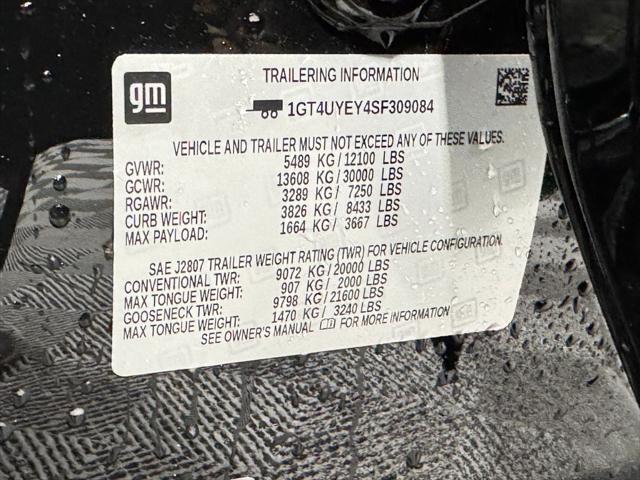 gm
TRAILERING INFORMATION
1GT4UYEY4SF309084
VEHICLE AND TRAILER MUST NOT EXCEED ANY OF THESE VALUES.
GVWR: 5489 KG/12100 LBS
GCWR: 13608 KG/30000 LBS
RGAWR: 3289 KG/ 7250 LBS
CURB WEIGHT: 3826 KG/ 8433 LBS
MAX PAYLOAD: 1664 KG/ 3667 LBS
SAE J2807 TRAILER WEIGHT RATING (TWR) FOR VEHICLE CONFIGURATION.
CONVENTIONAL TWR: 9072 KG/20000 LBS
MAX TONGUE WEIGHT: 907 KG/ 2000 LBS
GOOSENECK TWR: 9798 KG/21600 LBS
MAX TONGUE WEIGHT: 1470 KG/ 3240 LBS
SEE OWNER'S MANUAL FOR MORE INFORMATION